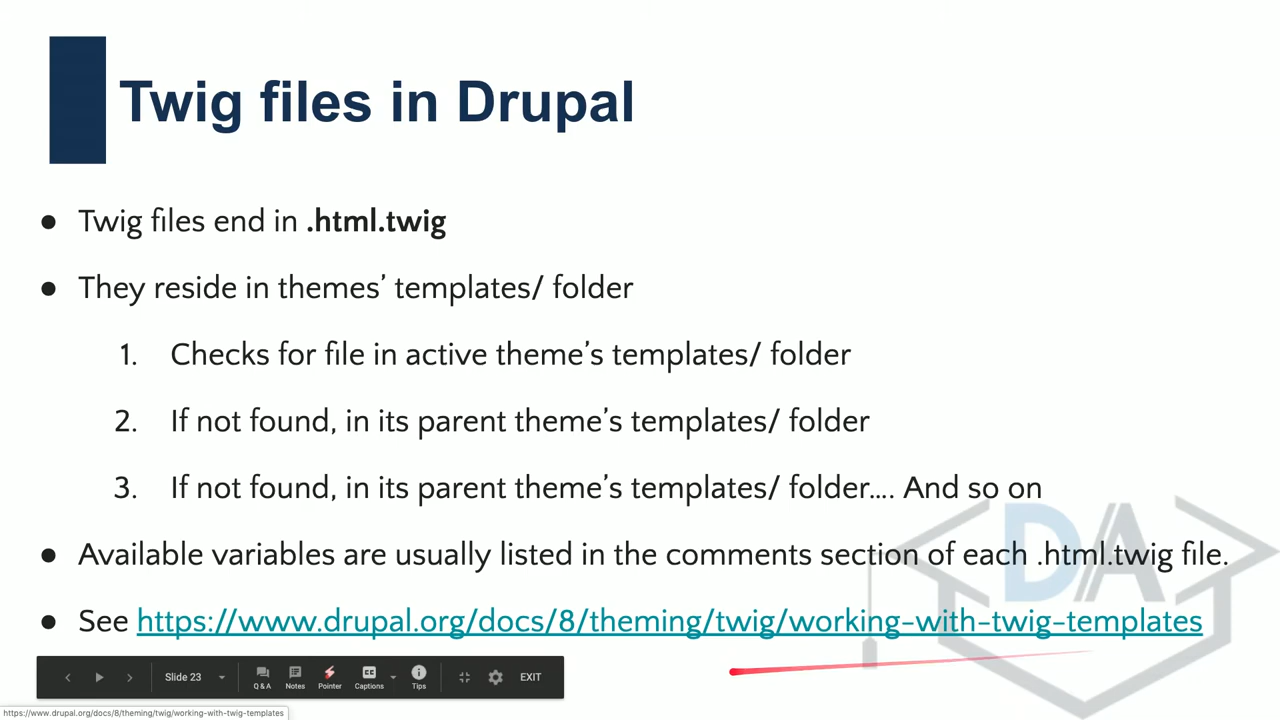 Twig files in Drupal
● Twig files end in .html.twig
● They reside in themes’ templates/ folder
1. Checks for file in active theme’s templates/ folder
2. If not found, in its parent theme’s templates/ folder
3. If not found, in its parent theme’s templates/ folder…. And so on
● Available variables are usually listed in the comments section of each .html.twig file.
● See https://www.drupal.org/docs/8/theming/twig/working-with-twig-templates
DA
Slide 23
Q & A
Notes
Pointer
Captions
Tips
EXIT
https://www.drupal.org/docs/8/theming/twig/working-with-twig-templates